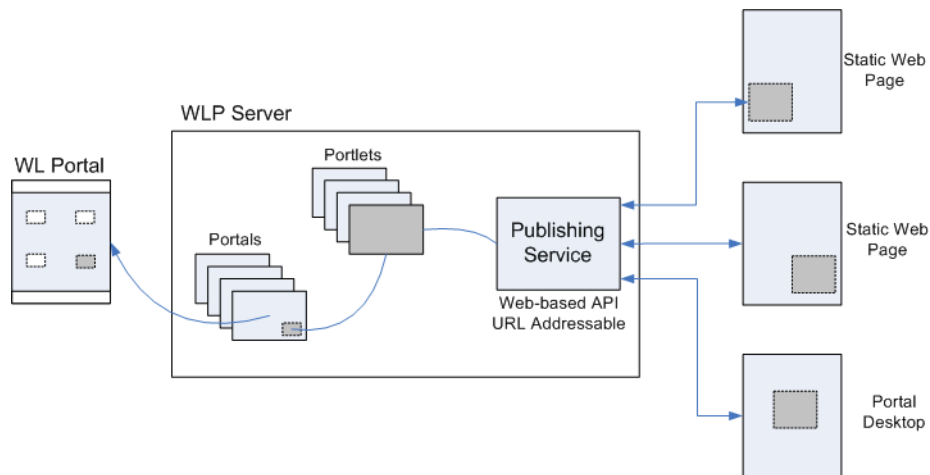 WLP Server
WL Portal
Portals
Portlets
Publishing
Service
Web-based API
URL Addressable
Static Web
Page
Static Web
Page
Portal
Desktop